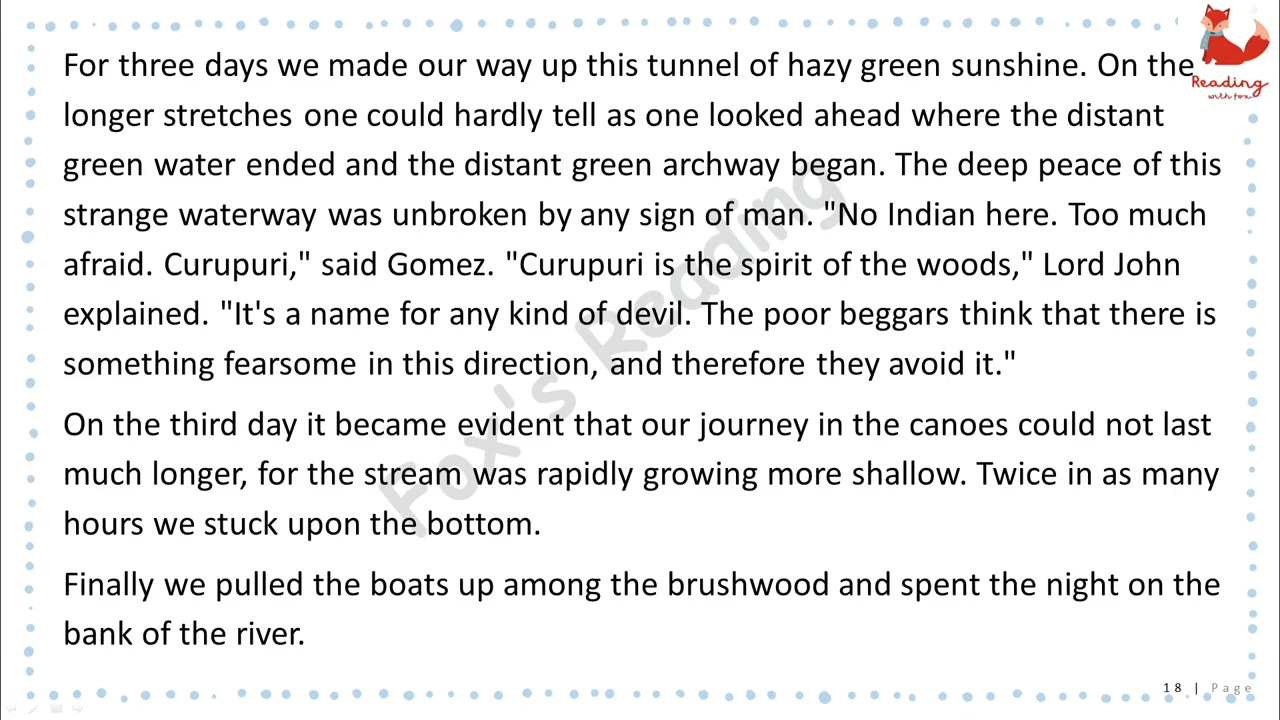 For three days we made our way up this tunnel of hazy green sunshine. On the
longer stretches one could hardly tell as one looked ahead where the distant
green water ended and the distant green archway began. The deep peace of this
strange waterway was unbroken by any sign of man. "No Indian here. Too much
afraid. Curupuri," said Gomez. "Curupuri is the spirit of the woods," Lord John
explained. "It's a name for any kind of devil. The poor beggars think that there is
something fearsome in this direction, and therefore they avoid it."
On the third day it became evident that our journey in the canoes could not last
much longer, for the stream was rapidly growing more shallow. Twice in as many
hours we stuck upon the bottom.
Finally we pulled the boats up among the brushwood and spent the night on the
bank of the river.
Reading
with fox
Fox's Reading
18 | Page